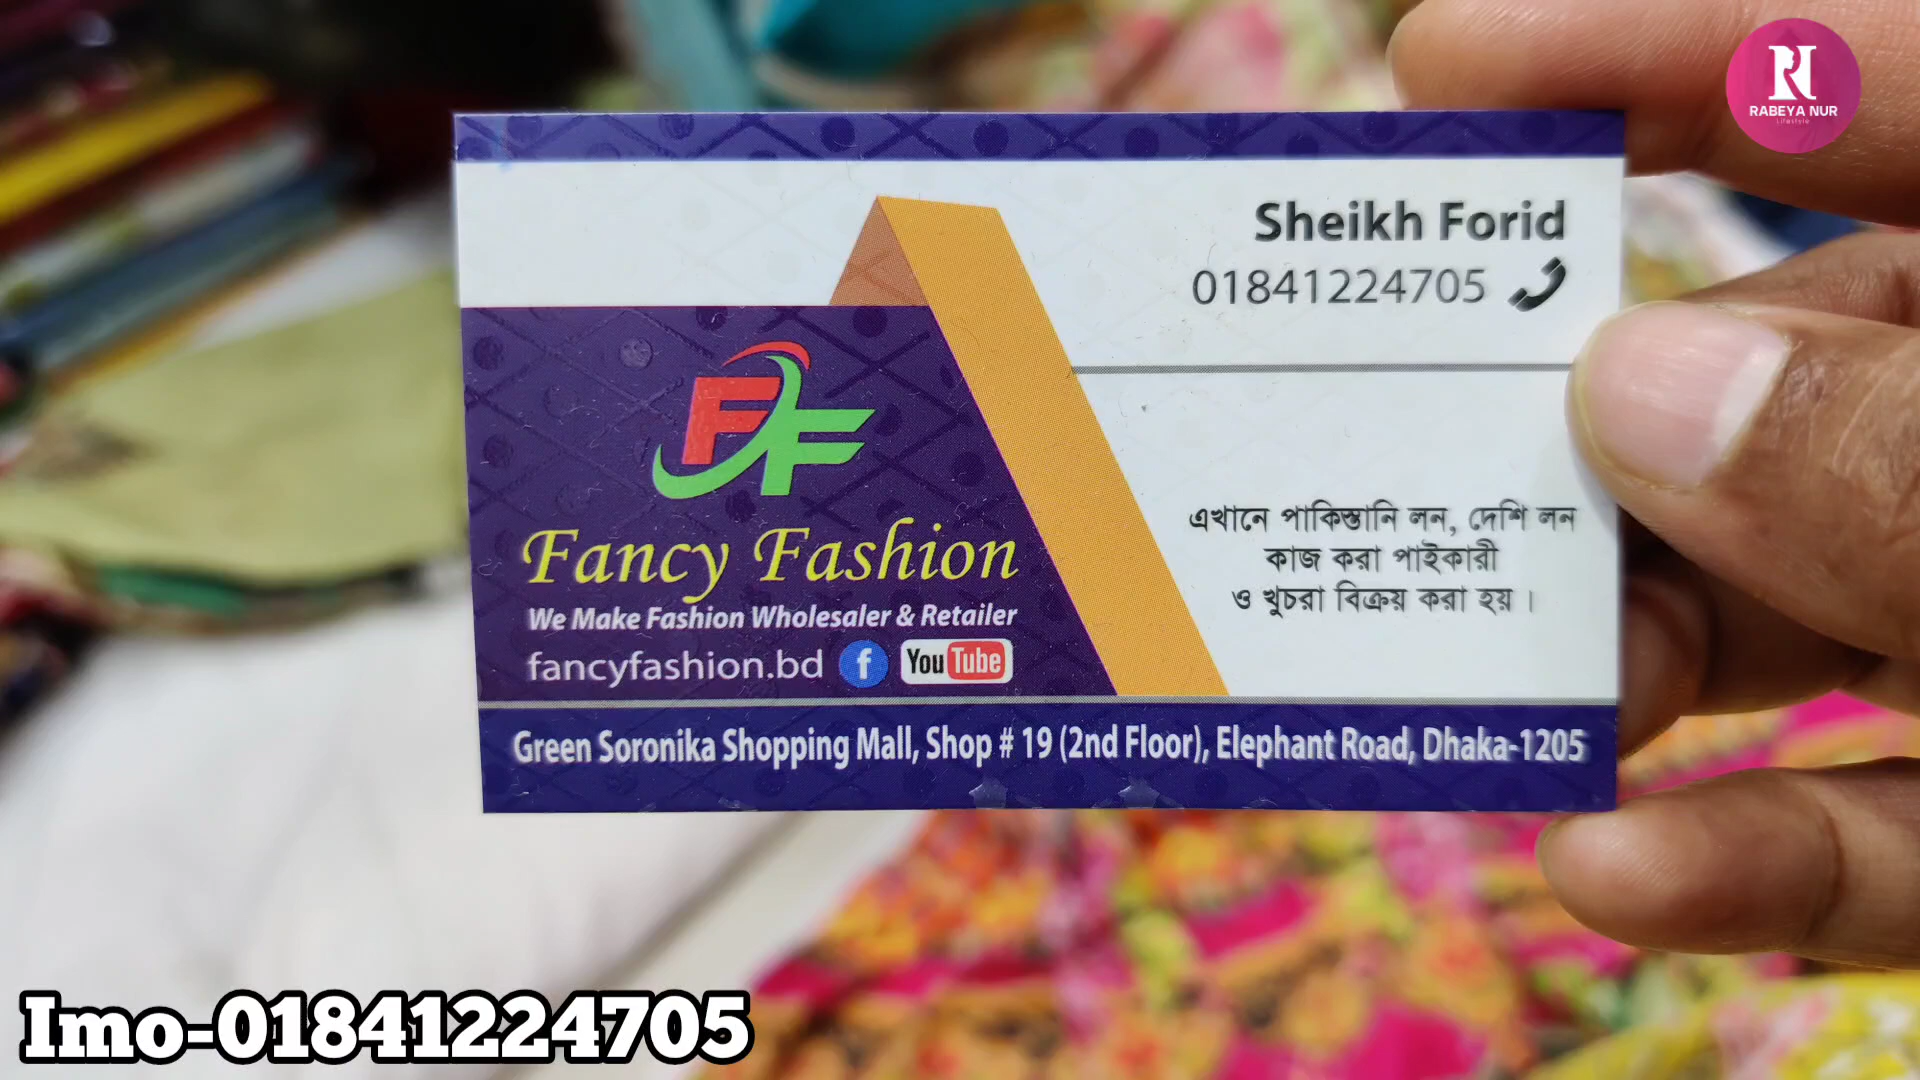 RABEYA NUR
Lifestyle
Sheikh Forid
01841224705
FF
Fancy Fashion
We Make Fashion Wholesaler & Retailer
fancyfashion.bd f YouTube
এখানে পাকিস্তানি লন, দেশি লন
কাজ করা পাইকারী
ও খুচরা বিক্রয় করা হয়।
Green Soronika Shopping Mall, Shop # 19 (2nd Floor), Elephant Road, Dhaka-1205
Imo-01841224705